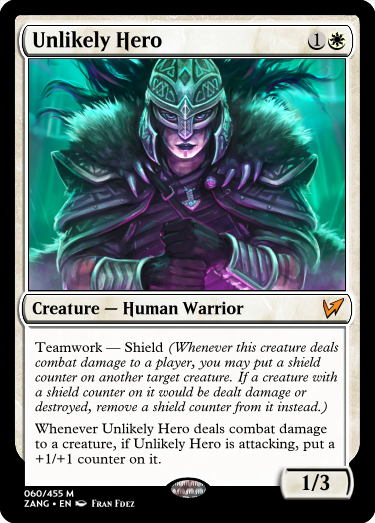 Unlikely Hero 1
Creature — Human Warrior
Teamwork — Shield (Whenever this creature deals
combat damage to a player, you may put a shield
counter on another target creature. If a creature with
a shield counter on it would be dealt damage or
destroyed, remove a shield counter from it instead.)
Whenever Unlikely Hero deals combat damage
to a creature, if Unlikely Hero is attacking, put a
+1/+1 counter on it.
1/3
060/455 M
ZANG • EN Fran Fdez